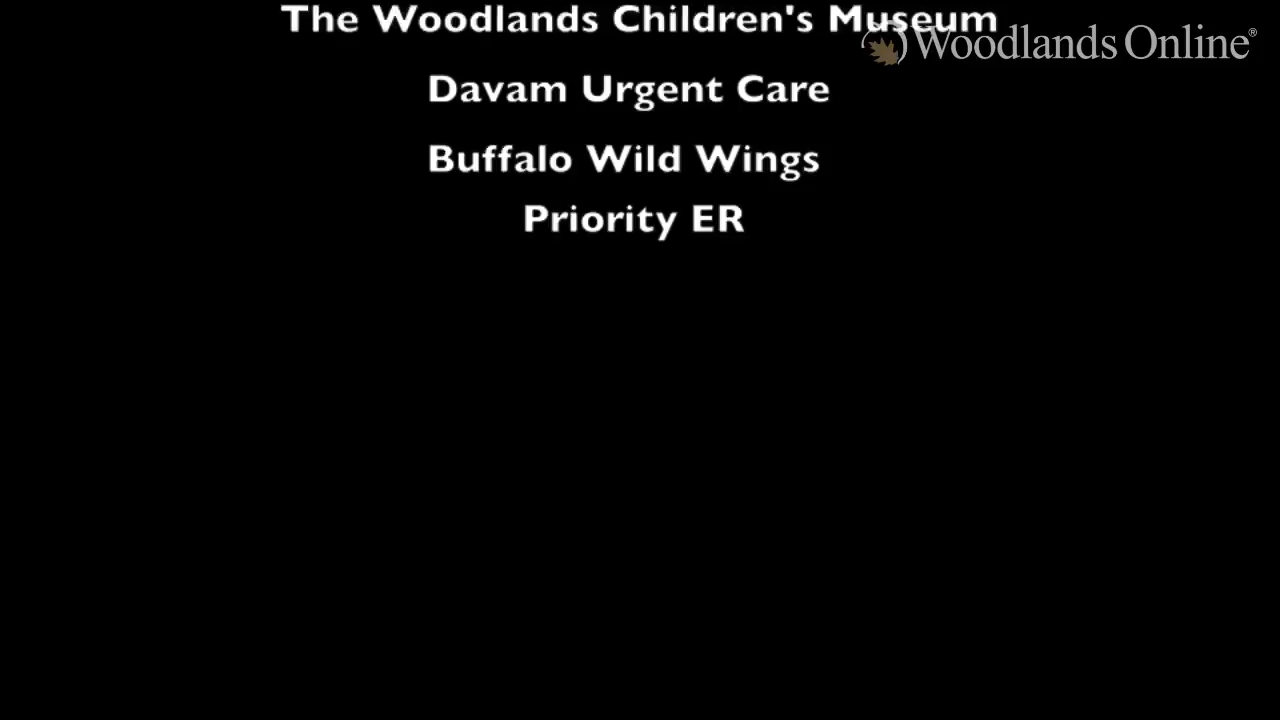 The Woodlands Children's Museum
Woodlands Online®
Davam Urgent Care
Buffalo Wild Wings
Priority ER